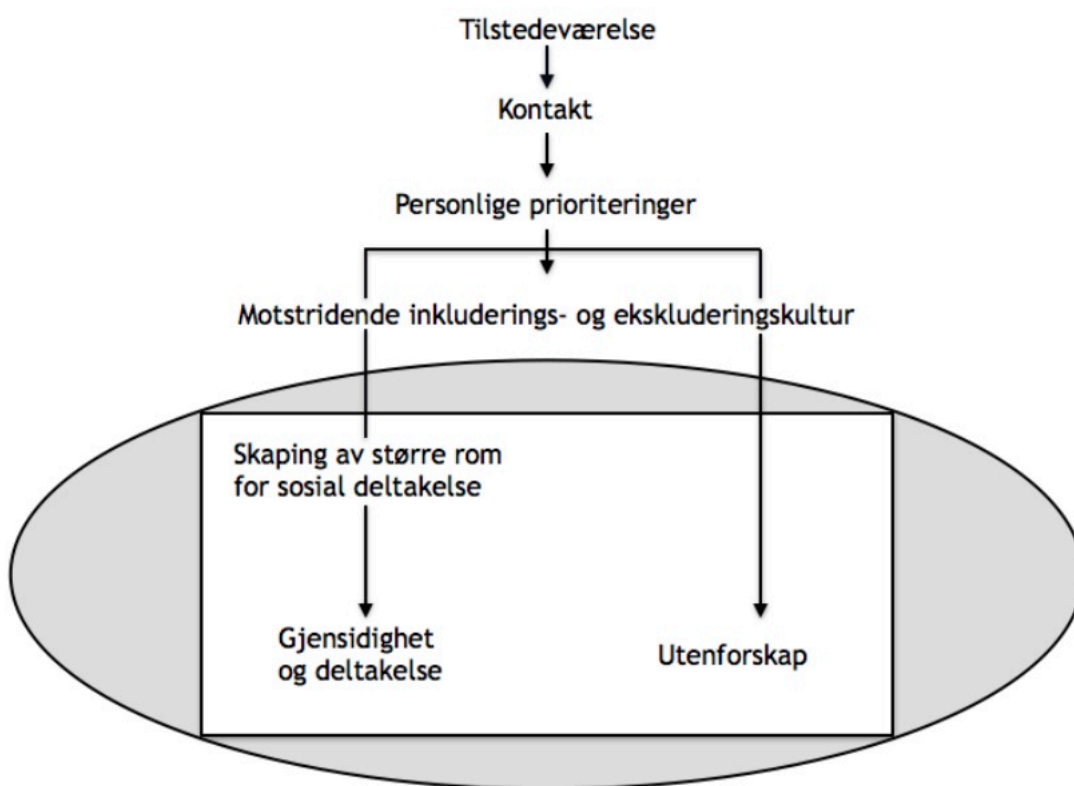 Tilstedeværelse
Kontakt
Personlige prioriteringer
Motstridende inkluderings- og ekskluderingskultur
Skaping av større rom
for sosial deltakelse
Gjensidighet
og deltakelse
Utenforskap